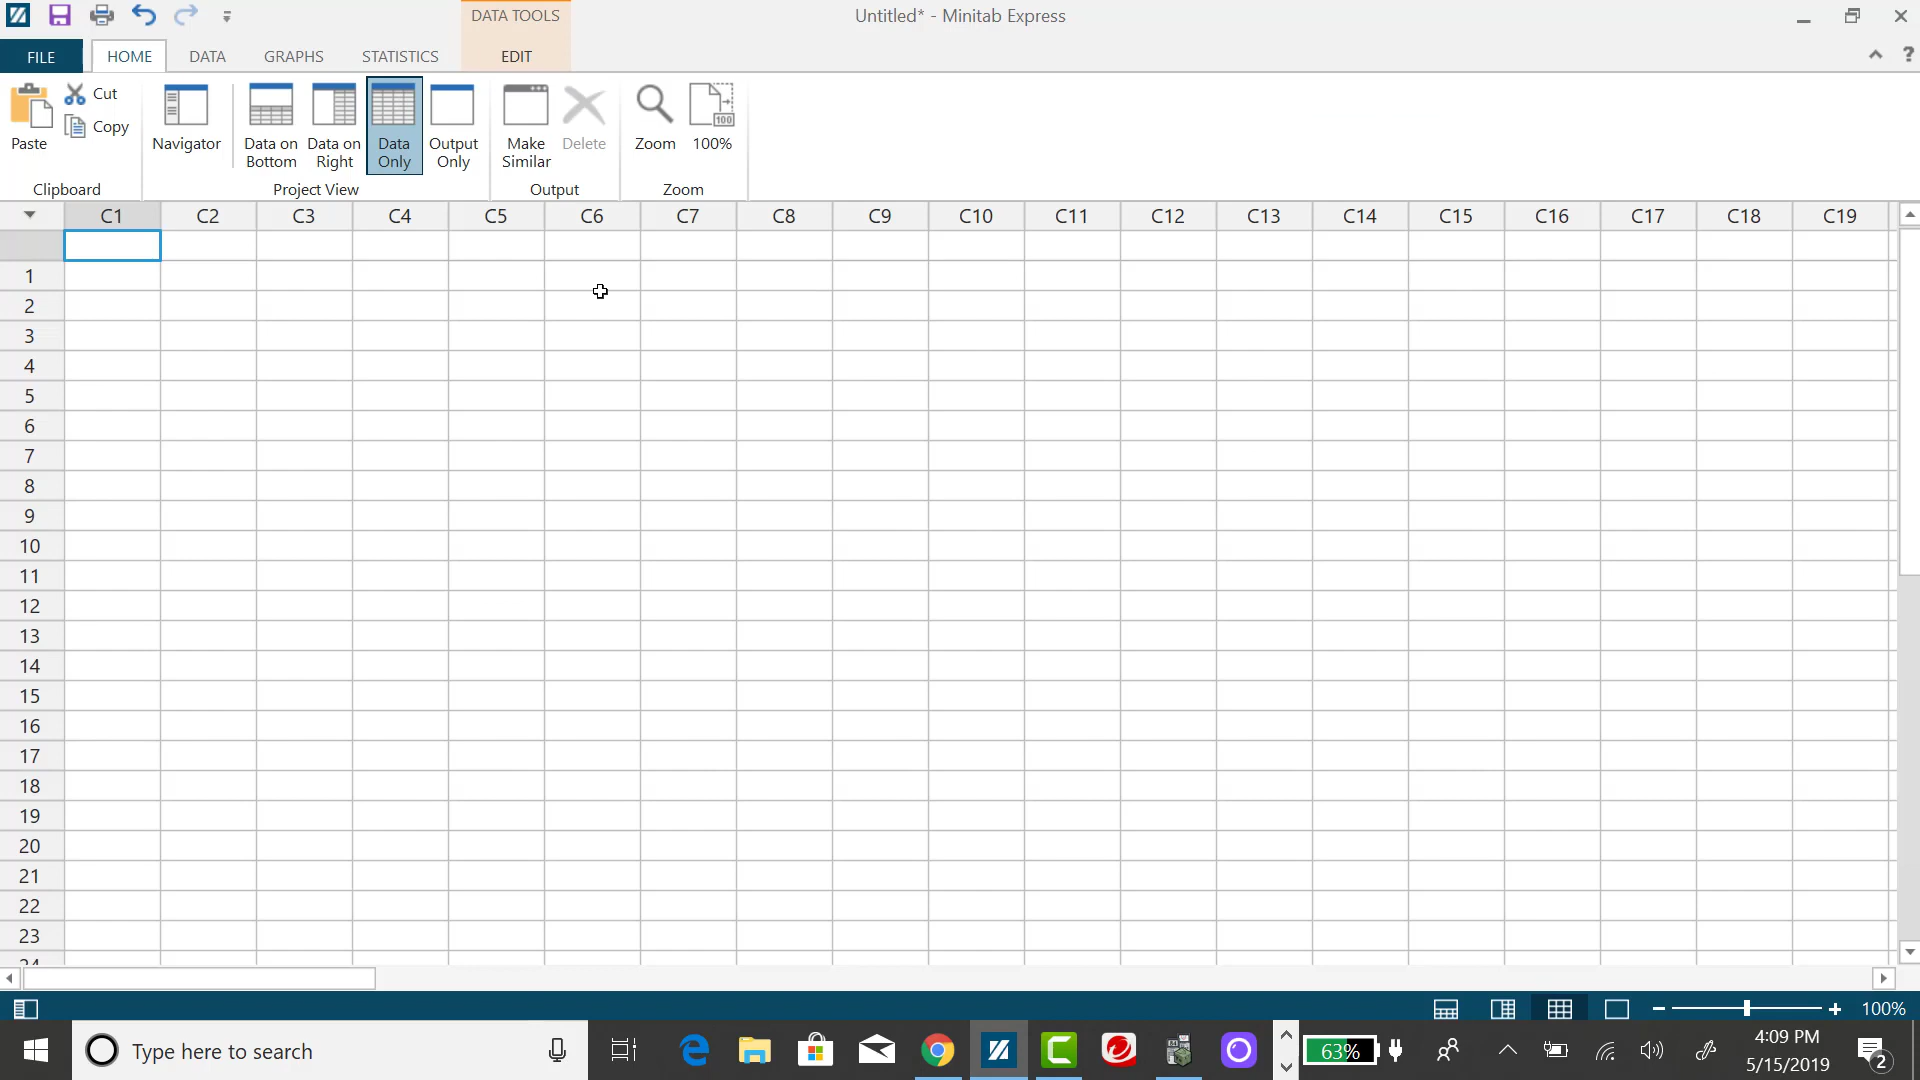 DATA TOOLS
Untitled* - Minitab Express
FILE HOME DATA GRAPHS STATISTICS EDIT
?
Paste
Cut
Copy
Clipboard
Navigator
Data on Bottom
Data on Right
Data Only
Output Only
Project View
Make Similar
Delete
Output
Zoom
100
100%
Zoom
C1 C2 C3 C4 C5 C6 C7 C8 C9 C10 C11 C12 C13 C14 C15 C16 C17 C18 C19
1
2
3
4
5
6
7
8
9
10
11
12
13
14
15
16
17
18
19
20
21
22
23
24
100%
Type here to search
63%
4:09 PM
5/15/2019
2